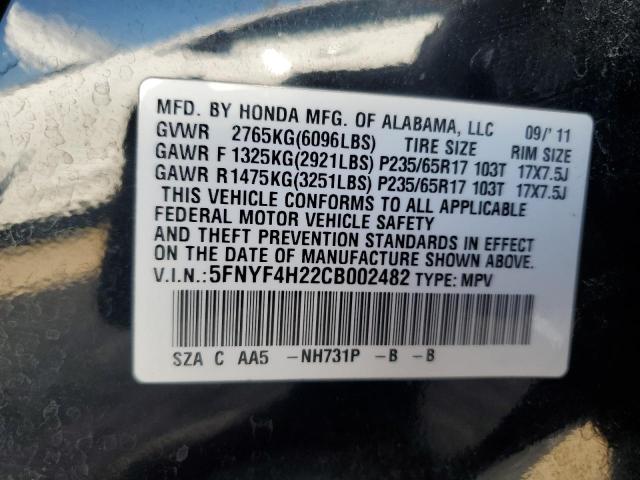 MFD. BY HONDA MFG. OF ALABAMA, LLC 09/'11
GVWR 2765KG(6096LBS) TIRE SIZE RIM SIZE
GAWR F 1325KG(2921LBS) P235/65R17 103T 17X7.5J
GAWR R1475KG(3251LBS) P235/65R17 103T 17X7.5J
THIS VEHICLE CONFORMS TO ALL APPLICABLE
FEDERAL MOTOR VEHICLE SAFETY
AND THEFT PREVENTION STANDARDS IN EFFECT
ON THE DATE OF MANUFACTURE SHOWN ABOVE.
V.I.N.: 5FNYF4H22CB002482 TYPE: MPV
SZA C AA5 -NH731P -B -B